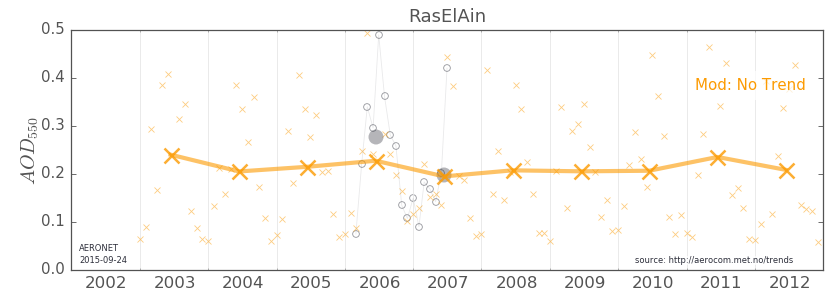 RasElAin
0.5
0.4
0.3
0.2
0.1
0.0
AOD550
Mod: No Trend
AERONET
2015-09-24
source: http://aerocom.met.no/trends
2002 2003 2004 2005 2006 2007 2008 2009 2010 2011 2012